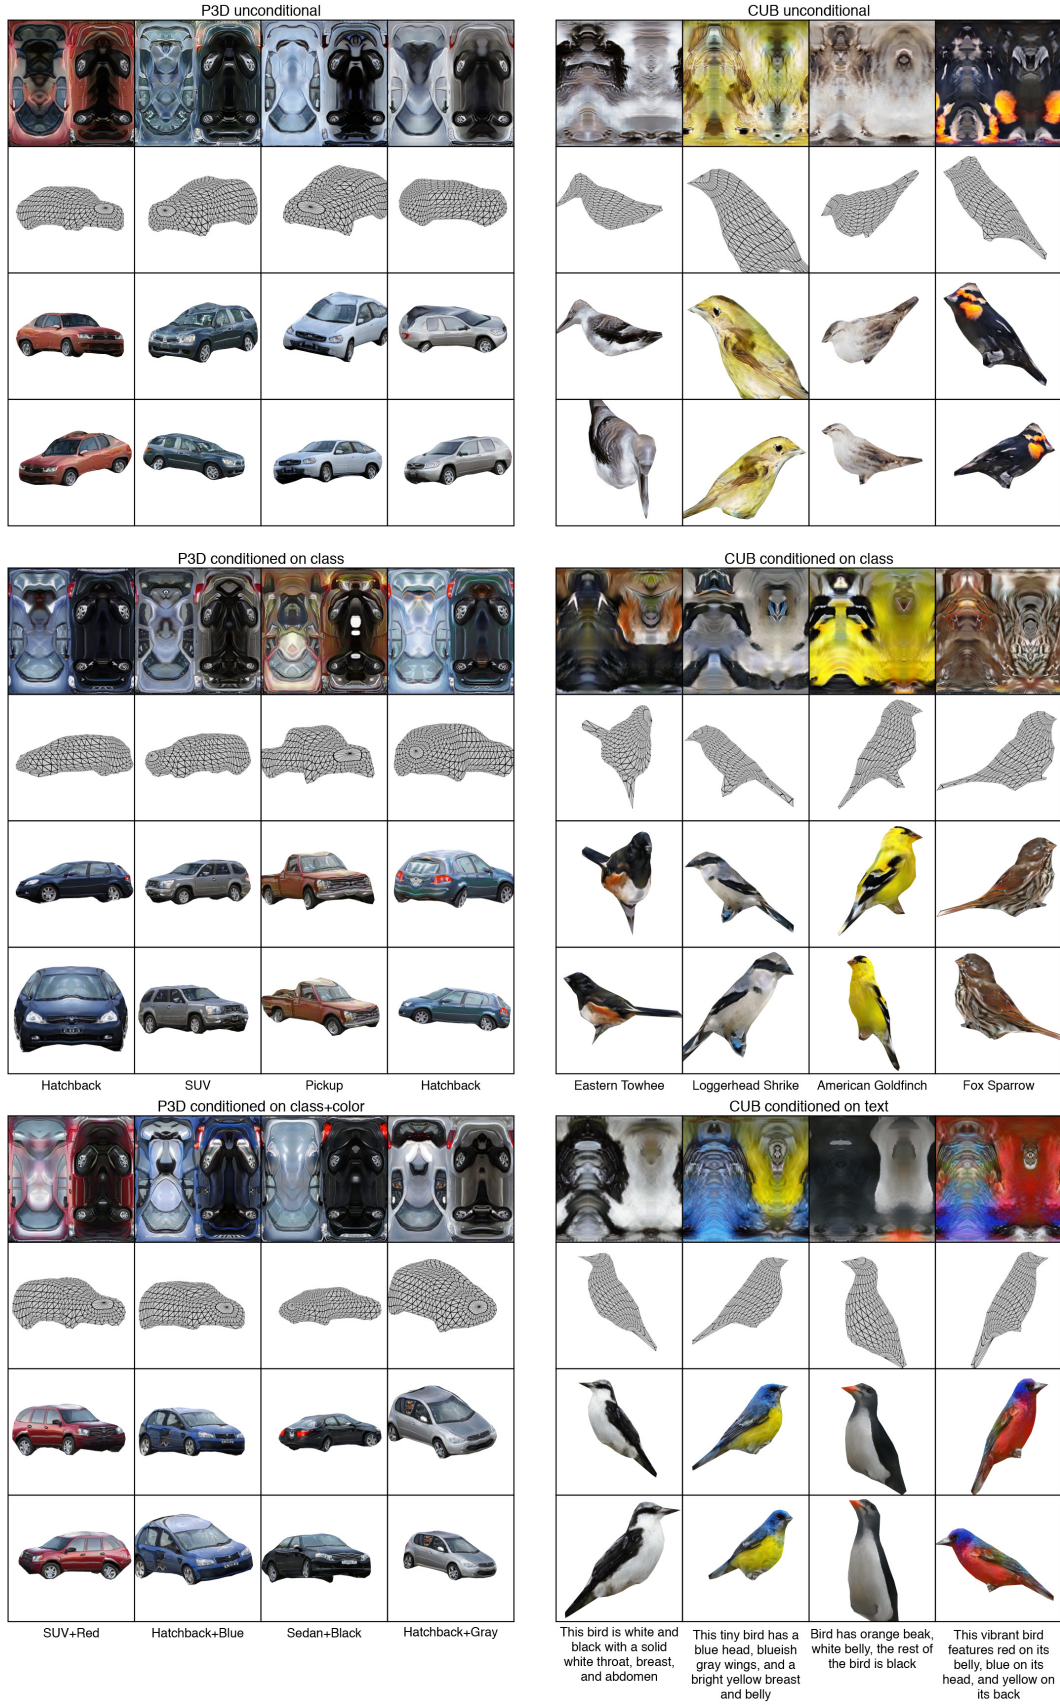 P3D unconditional
CUB unconditional
P3D conditioned on class
CUB conditioned on class
Hatchback
SUV
Pickup
Hatchback
Eastern Towhee
Loggerhead Shrike
American Goldfinch
Fox Sparrow
P3D conditioned on class+color
CUB conditioned on text
SUV+Red
Hatchback+Blue
Sedan+Black
Hatchback+Gray
This bird is white and
black with a solid
white throat, breast,
and abdomen
This tiny bird has a
blue head, blueish
gray wings, and a
bright yellow breast
and belly
Bird has orange beak,
white belly, the rest of
the bird is black
This vibrant bird
features red on its
belly, blue on its
head, and yellow on
its back